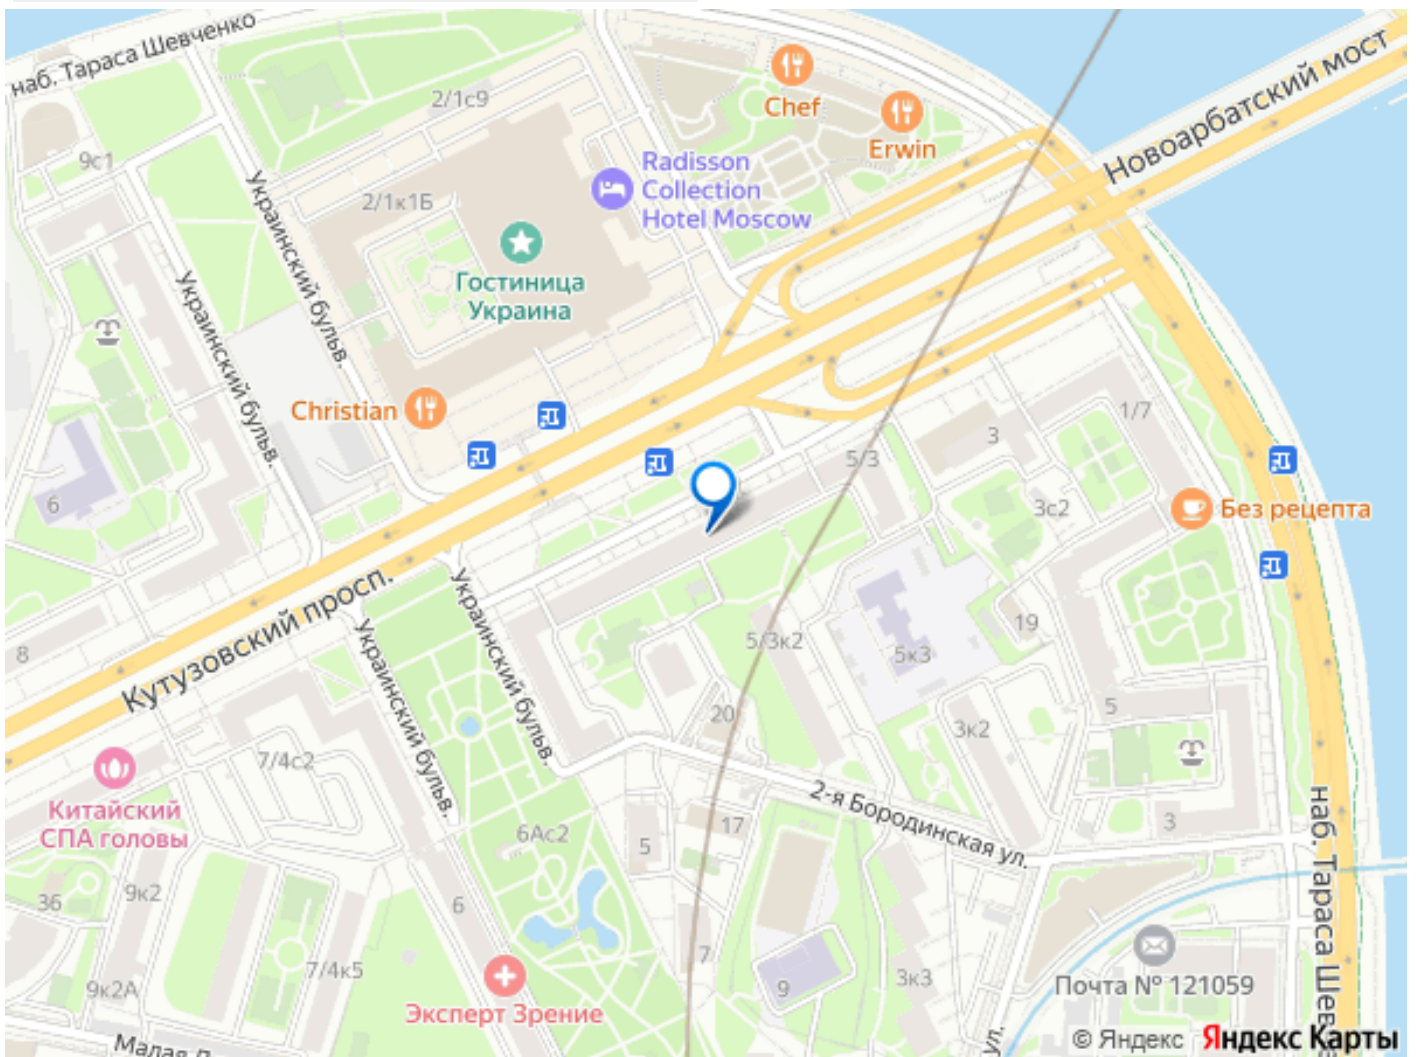 наб. Тараса Шевченко
2/1с9
Chef
Erwin
Новоарбатский мост
9с1
Украинский бульв.
2/1к1Б
Radisson
Collection
Hotel Moscow
Гостиница
Украина
Украинский бульв.
Christian
1/7
3
5/3
6
3с2
Без рецепта
Кутузовский просп.
Украинский бульв.
Украинский бульв.
8
5/3к2
5к3
19
20
3к2
5
7/4с2
Китайский
СПА головы
2-я Бородинская ул.
наб. Тараса Шев
6Ас2
5
17
3
36
9к2
6
7/4к5
7
9
3к3
9к2А
Эксперт Зрение
Почта № 121059
ул.
Малая Д
© Яндекс Яндекс Карты